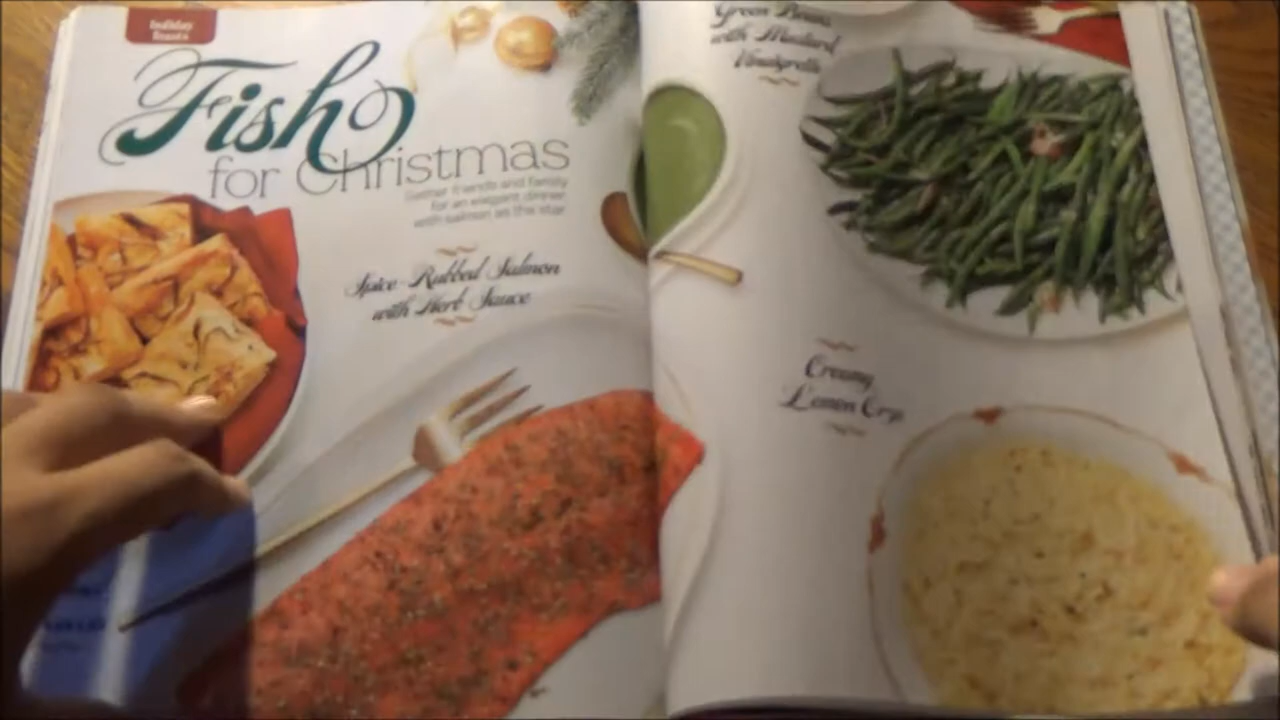 holiday
feasts
Fish
for Christmas
Gather friends and family
for an elegant dinner
with salmon as the star
Spice-Rubbed Salmon
with Herb Sauce
Green Beans
with Mustard
Vinaigrette
Creamy
Lemon Orzo